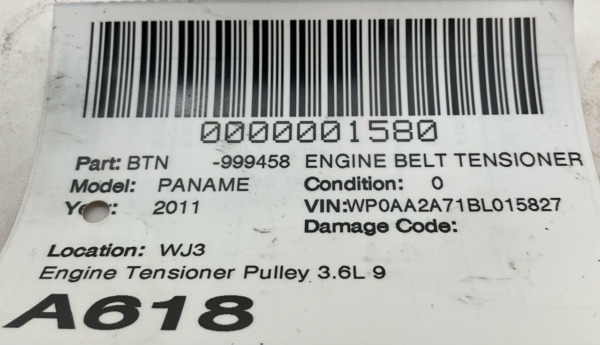 0000001580
Part: BTN -999458 ENGINE BELT TENSIONER
Model: PANAME Condition: 0
2011 VIN:WP0AA2A71BL015827
Damage Code:
Location: WJ3
Engine Tensioner Pulley 3.6L 9
A618